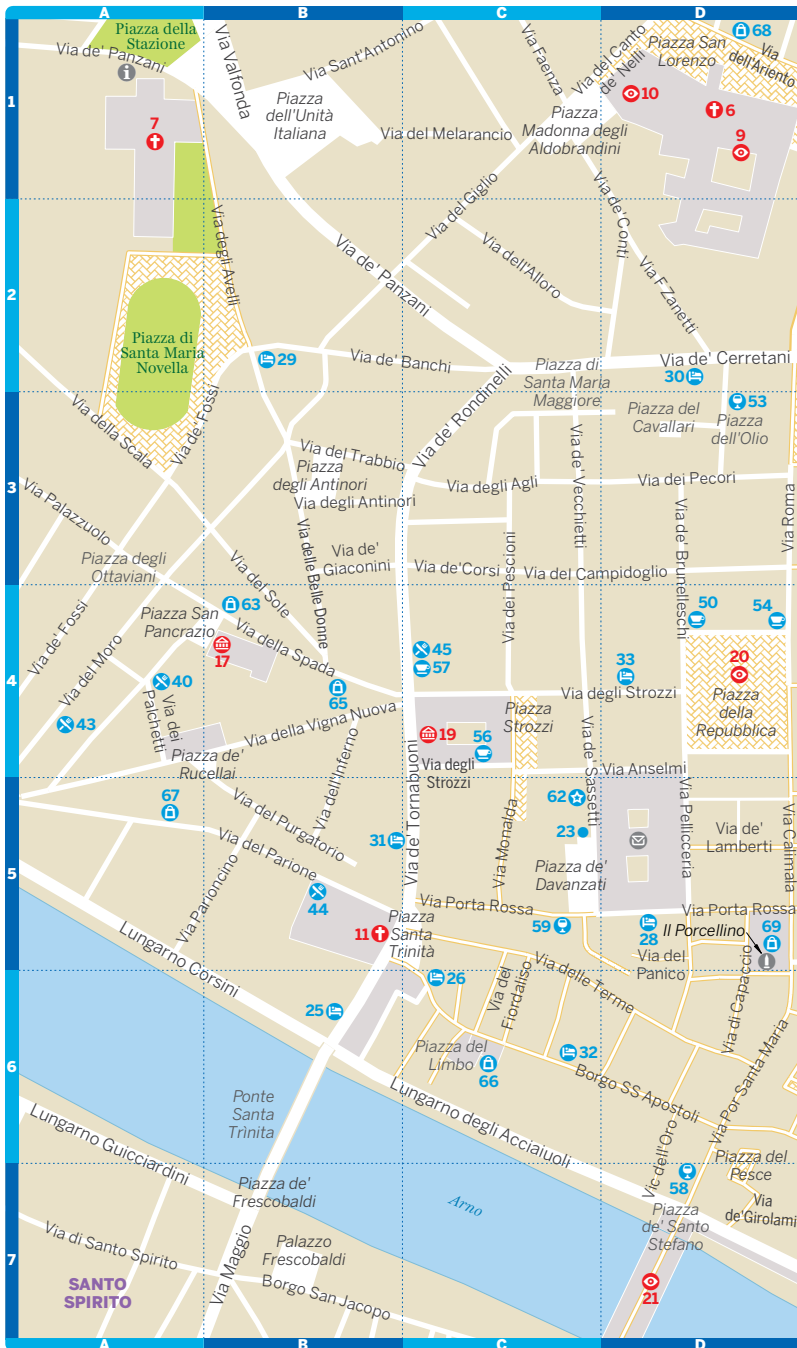 A
B
C
D
Piazza della
Stazione
Via de' Panzani
Via Valfonda
Via Sant'Antonino
Via Faenza
Via del Canto
de' Nelli
Piazza San
Lorenzo
68
Via
dell'Ariento
1
7
Piazza
dell'Unità
Italiana
Via del Melarancio
Piazza
Madonna degli
Aldobrandini
10
6
9
Via degli Avelli
Via del Giglio
Via de' Conti
Via de' Panzani
Via dell'Alloro
Via F Zanetti
2
Piazza di
Santa Maria
Novella
29
Via de' Banchi
Piazza di
Santa Maria
Maggiore
Via de' Cerretani
30
53
Piazza del
Cavallari
Piazza
dell'Olio
Via della Scala
Via de' Fossi
Via de' Rondinelli
Via del Trabbio
Piazza
degli Antinori
Via degli Antinori
Via degli Agli
Via de' Vecchietti
Via dei Pecori
Via Roma
3
Via Palazzuolo
Piazza degli
Ottaviani
Via del Sole
Via delle Belle Donne
Via de'
Giaconini
Via de'Corsi
Via dei Pescioni
Via del Campidoglio
Via de' Brunelleschi
63
Piazza San
Pancrazio
17
Via della Spada
50
54
45
57
33
20
Via de' Fossi
Via del Moro
40
Via dei
Palchetti
43
4
65
Via degli Strozzi
Piazza
della
Repubblica
Piazza
Strozzi
19
56
Via degli
Strozzi
Via della Vigna Nuova
Piazza de'
Rucellai
Via dell'Inferno
Via de' Tornabuoni
Via de' Sassetti
Via Anselmi
67
Via del Purgatorio
62
23
Via Monalda
Via Pellicceria
Via de'
Lamberti
Via Calimala
31
Via del Parione
Piazza de'
Davanzati
5
44
Via Parioncino
11
Piazza
Santa
Trinità
Via Porta Rossa
59
28
Via Porta Rossa
Il Porcellino
69
Via del
Panico
Lungarno Corsini
26
Via del
Fiordaliso
Via delle Terme
Via di Capaccio
25
Piazza del
Limbo
66
32
Borgo SS Apostoli
Via Por Santa Maria
6
Ponte
Santa
Trìnita
Lungarno degli Acciaiuoli
Lungarno Guicciardini
Vic dell'Oro
Piazza del
Pesce
58
Via
de'Girolami
Piazza de'
Frescobaldi
Arno
Piazza
de' Santo
Stefano
Via di Santo Spirito
Via Maggio
Palazzo
Frescobaldi
7
SANTO
SPIRITO
Borgo San Jacopo
21
A
B
C
D